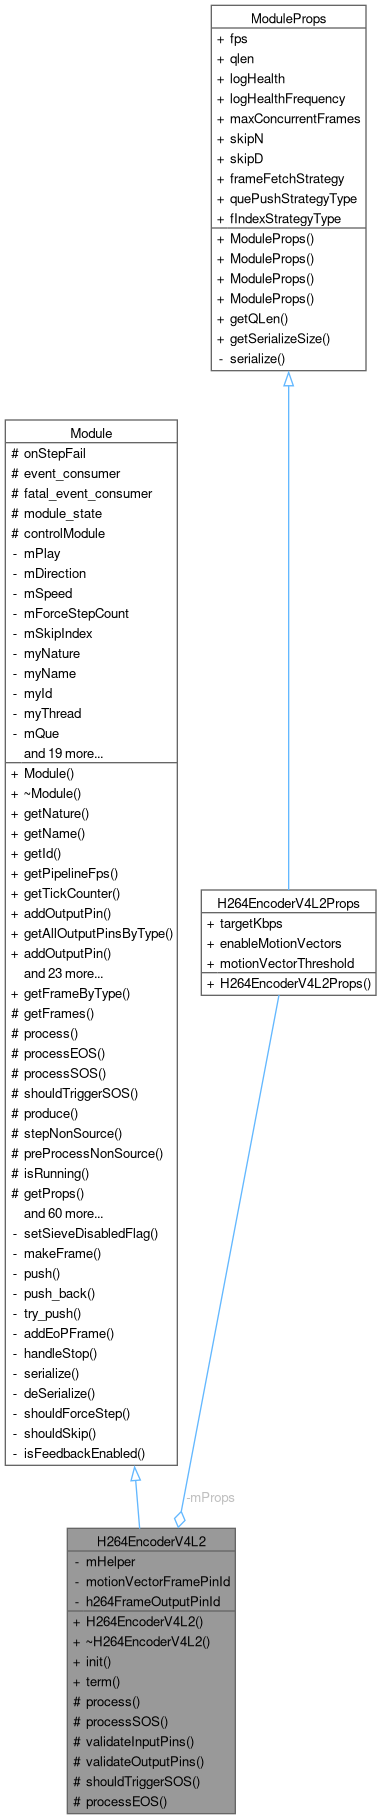 ModuleProps
+ fps
+ qlen
+ logHealth
+ logHealthFrequency
+ maxConcurrentFrames
+ skipN
+ skipD
+ frameFetchStrategy
+ quePushStrategyType
+ fIndexStrategyType
+ ModuleProps()
+ ModuleProps()
+ ModuleProps()
+ ModuleProps()
+ getQLen()
+ getSerializeSize()
- serialize()
Module
# onStepFail
# event_consumer
# fatal_event_consumer
# module_state
# controlModule
- mPlay
- mDirection
- mSpeed
- mForceStepCount
- mSkipIndex
- myNature
- myName
- myId
- myThread
- mQue
and 19 more...
+ Module()
+ ~Module()
+ getNature()
+ getName()
+ getId()
+ getPipelineFps()
+ getTickCounter()
+ addOutputPin()
+ getAllOutputPinsByType()
+ addOutputPin()
and 23 more...
+ getFrameByType()
# getFrames()
# process()
# processEOS()
# processSOS()
# shouldTriggerSOS()
# produce()
# stepNonSource()
# preProcessNonSource()
# isRunning()
# getProps()
and 60 more...
- setSieveDisabledFlag()
- makeFrame()
- push()
- push_back()
- try_push()
- addEoPFrame()
- handleStop()
- serialize()
- deSerialize()
- shouldForceStep()
- shouldSkip()
- isFeedbackEnabled()
H264EncoderV4L2Props
+ targetKbps
+ enableMotionVectors
+ motionVectorThreshold
+ H264EncoderV4L2Props()
-mProps
H264EncoderV4L2
- mHelper
- motionVectorFramePinId
- h264FrameOutputPinId
+ H264EncoderV4L2()
+ ~H264EncoderV4L2()
+ init()
+ term()
# process()
# processSOS()
# validateInputPins()
# validateOutputPins()
# shouldTriggerSOS()
# processEOS()